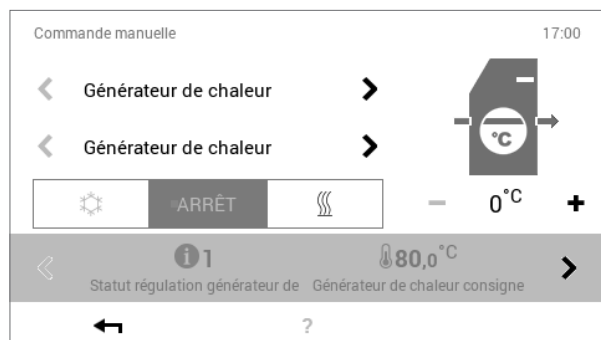 Commande manuelle 17:00
Générateur de chaleur
°C
Générateur de chaleur
ARRÊT
0°C
1 80,0°C
Statut régulation générateur de Générateur de chaleur consigne
?